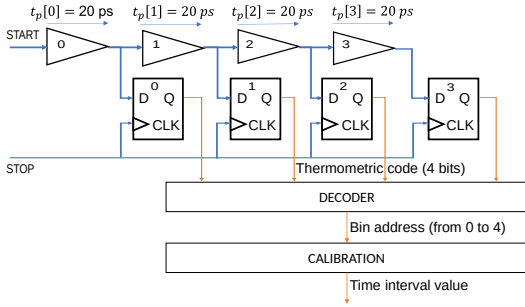 t_p[0] = 20 ps t_p[1] = 20 ps t_p[2] = 20 ps t_p[3] = 20 ps
START
0 1 2 3
0 1 2 3
D Q D Q D Q D Q
CLK CLK CLK CLK
STOP
Thermometric code (4 bits)
DECODER
Bin address (from 0 to 4)
CALIBRATION
Time interval value